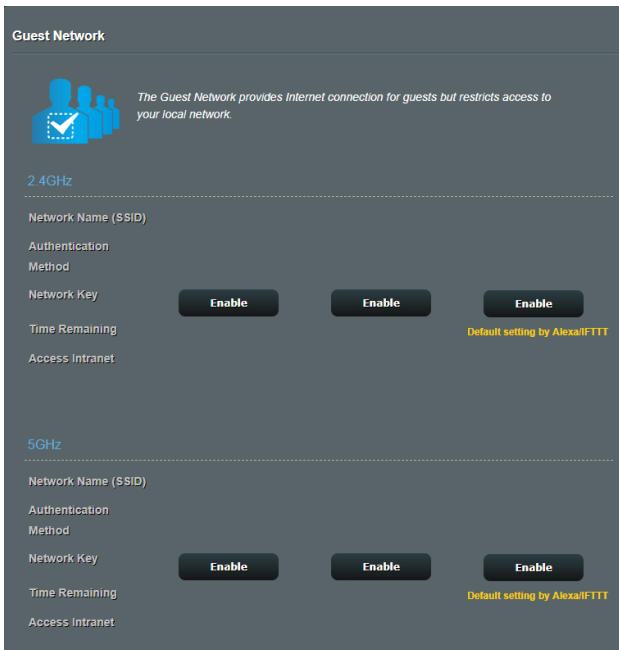 Guest Network
The Guest Network provides Internet connection for guests but restricts access to
your local network.
2.4GHz
Network Name (SSID)
Authentication
Method
Network Key
Enable Enable Enable
Time Remaining
Default setting by Alexa/IFTTT
Access Intranet
5GHz
Network Name (SSID)
Authentication
Method
Network Key
Enable Enable Enable
Time Remaining
Default setting by Alexa/IFTTT
Access Intranet